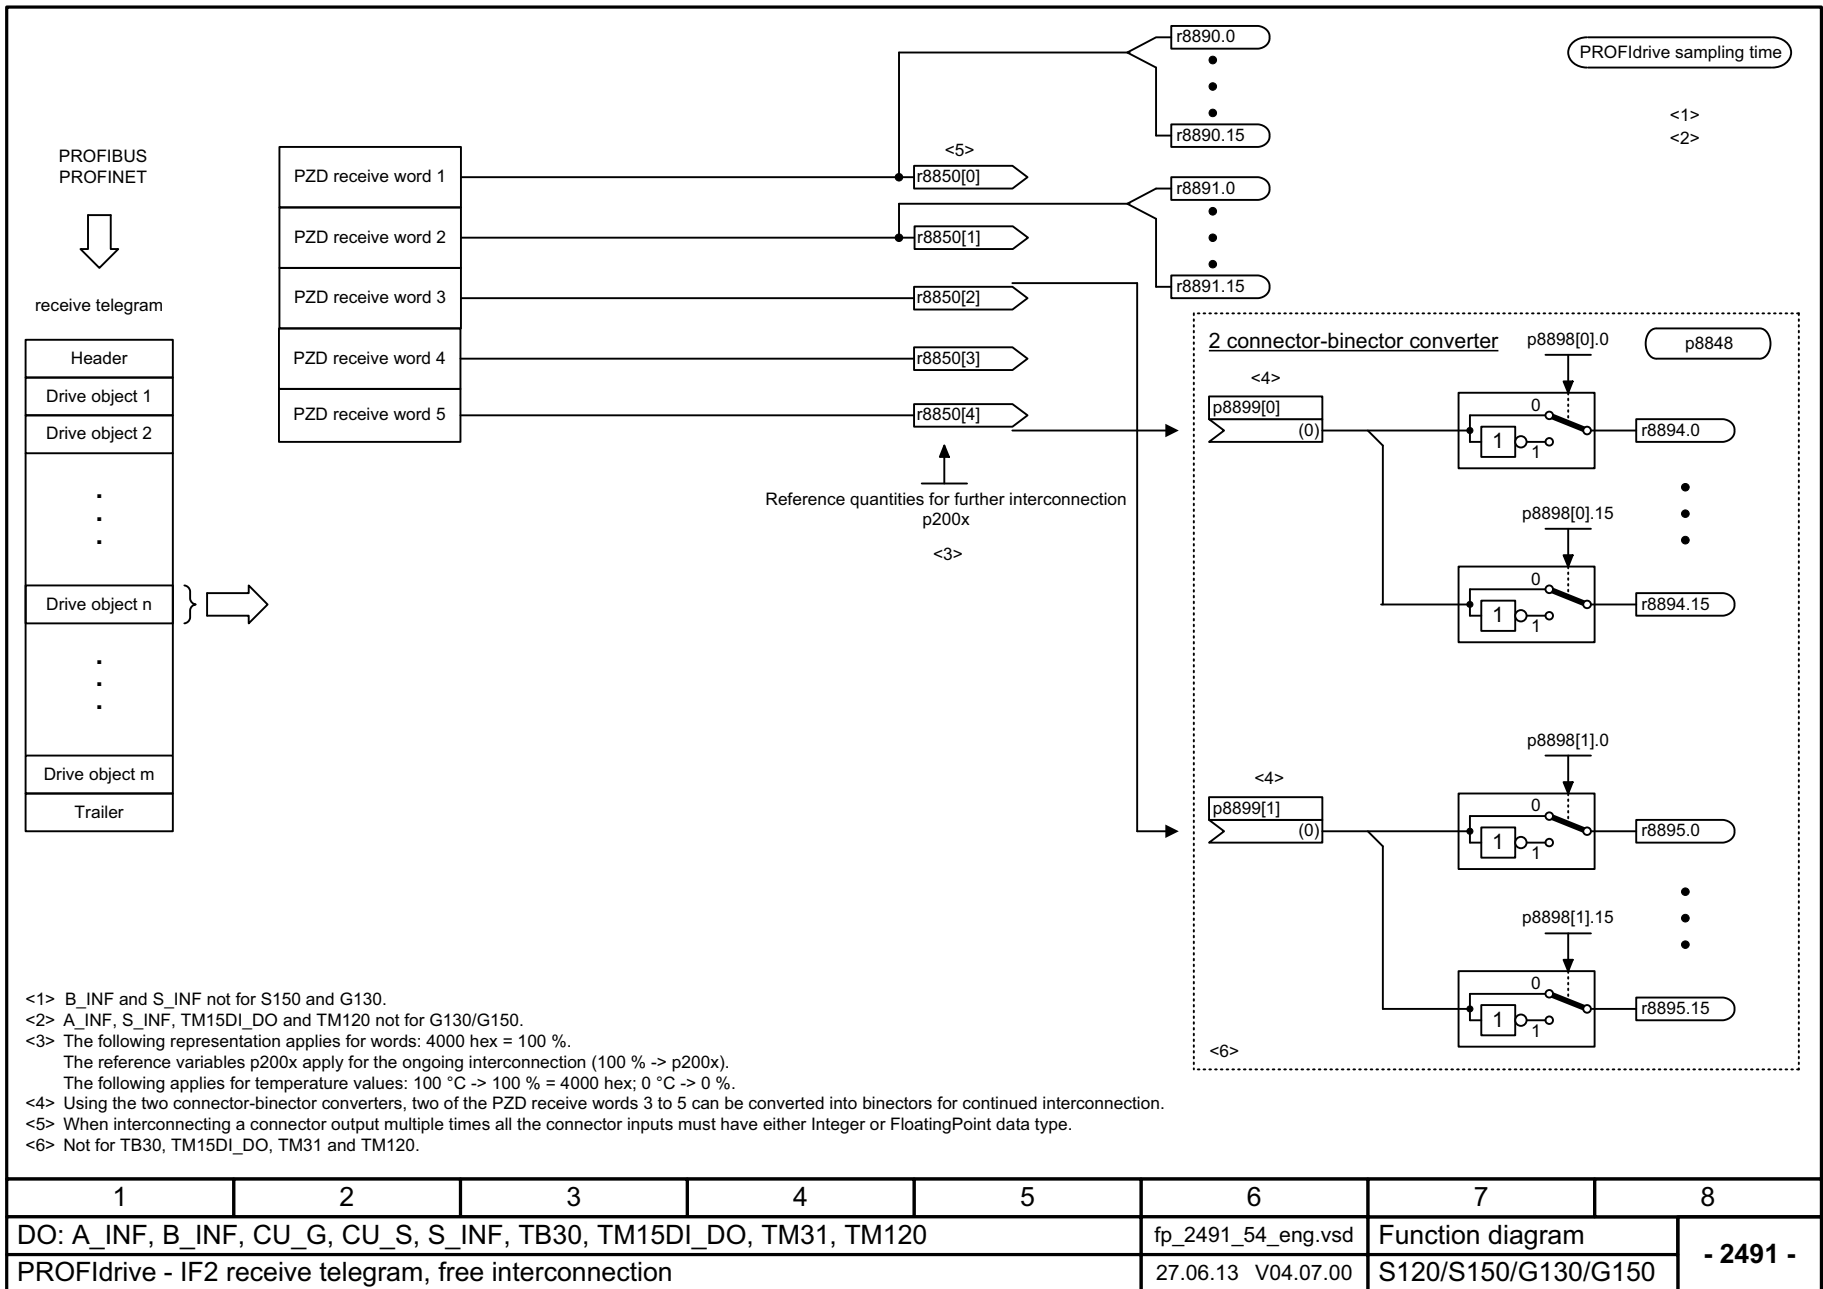 r8890.0
PROFIdrive sampling time
<1>
r8890.15
<2>
PROFIBUS
PROFINET
<5>
PZD receive word 1
r8850[0]
r8891.0
PZD receive word 2
r8850[1]
r8891.15
receive telegram
PZD receive word 3
r8850[2]
2 connector-binector converter
p8898[0].0
p8848
Header
PZD receive word 4
r8850[3]
<4>
Drive object 1
PZD receive word 5
r8850[4]
p8899[0]
(0)
0
1
1
r8894.0
Drive object 2
Reference quantities for further interconnection
p200x
<3>
p8898[0].15
0
1
1
r8894.15
Drive object n
p8898[1].0
Drive object m
<4>
Trailer
p8899[1]
(0)
0
1
1
r8895.0
p8898[1].15
0
1
1
r8895.15
<6>
<1> B_INF and S_INF not for S150 and G130.
<2> A_INF, S_INF, TM15DI_DO and TM120 not for G130/G150.
<3> The following representation applies for words: 4000 hex = 100 %.
The reference variables p200x apply for the ongoing interconnection (100 % -> p200x).
The following applies for temperature values: 100 °C -> 100 % = 4000 hex; 0 °C -> 0 %.
<4> Using the two connector-binector converters, two of the PZD receive words 3 to 5 can be converted into binectors for continued interconnection.
<5> When interconnecting a connector output multiple times all the connector inputs must have either Integer or FloatingPoint data type.
<6> Not for TB30, TM15DI_DO, TM31 and TM120.
1 2 3 4 5 6 7 8
DO: A_INF, B_INF, CU_G, CU_S, S_INF, TB30, TM15DI_DO, TM31, TM120
fp_2491_54_eng.vsd
Function diagram
- 2491 -
PROFIdrive - IF2 receive telegram, free interconnection
27.06.13 V04.07.00
S120/S150/G130/G150